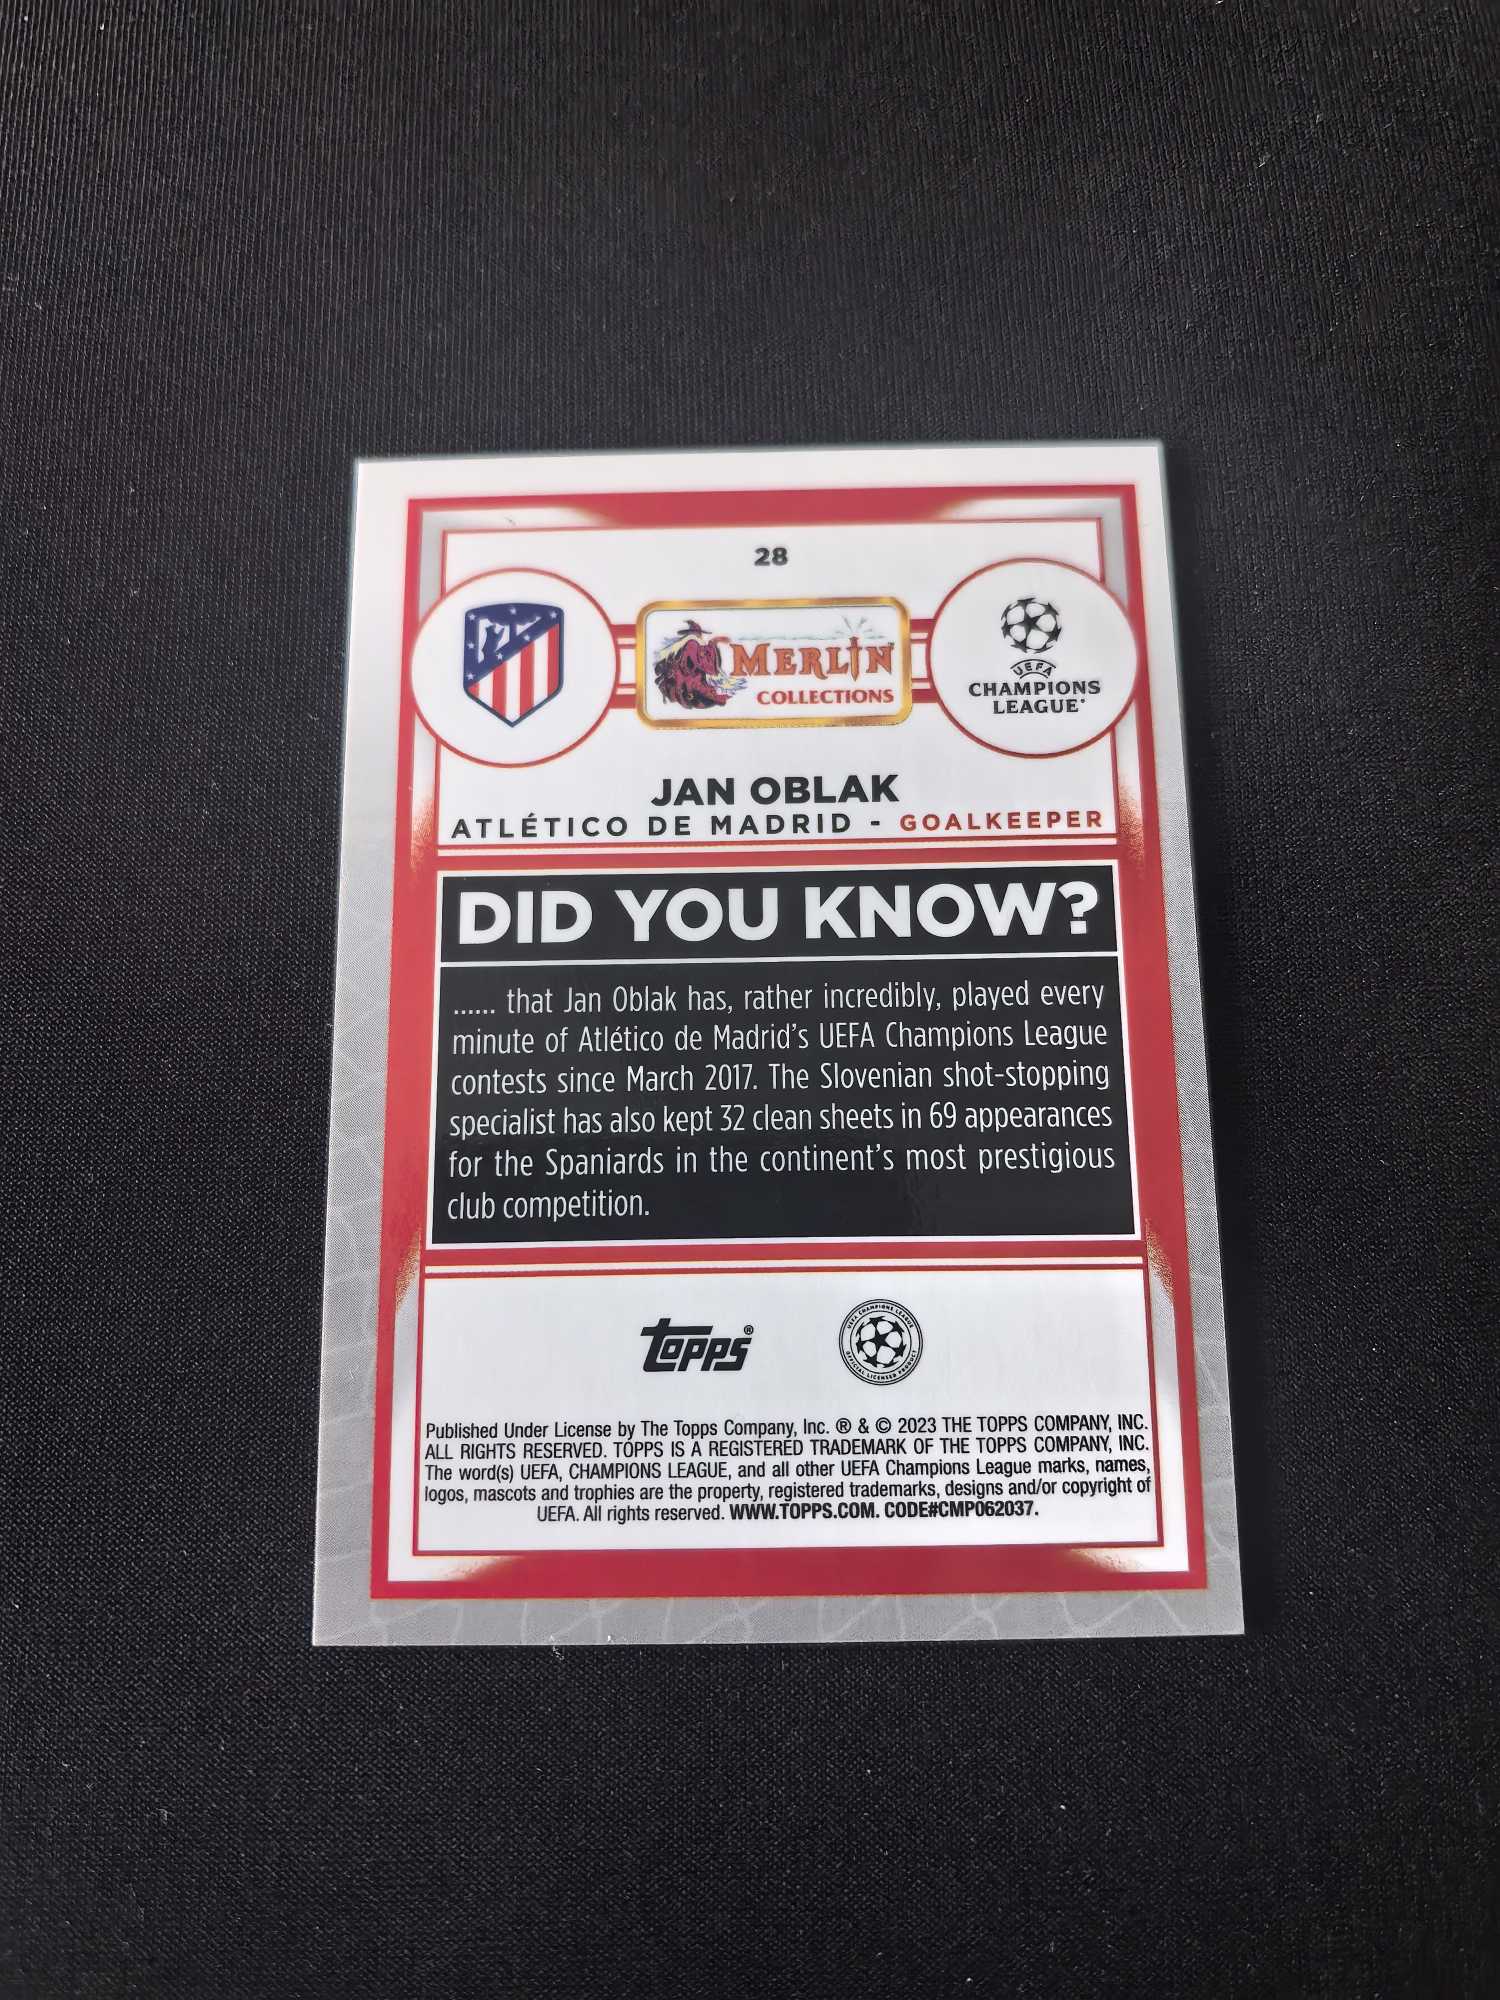 28
MERLIN
COLLECTIONS
UEFA
CHAMPIONS
LEAGUE
JAN OBLAK
ATLÉTICO DE MADRID - GOALKEEPER
DID YOU KNOW?
...... that Jan Oblak has, rather incredibly, played every
minute of Atlético de Madrid's UEFA Champions League
contests since March 2017. The Slovenian shot-stopping
specialist has also kept 32 clean sheets in 69 appearances
for the Spaniards in the continent's most prestigious
club competition.
topps®
UEFA CHAMPIONS LEAGUE
OFFICIAL LICENSED PRODUCT
Published Under License by The Topps Company, Inc. ® & © 2023 THE TOPPS COMPANY, INC.
ALL RIGHTS RESERVED. TOPPS IS A REGISTERED TRADEMARK OF THE TOPPS COMPANY, INC.
The word(s) UEFA, CHAMPIONS LEAGUE, and all other UEFA Champions League marks, names,
logos, mascots and trophies are the property, registered trademarks, designs and/or copyright of
UEFA. All rights reserved. WWW.TOPPS.COM. CODE#CMP062037.